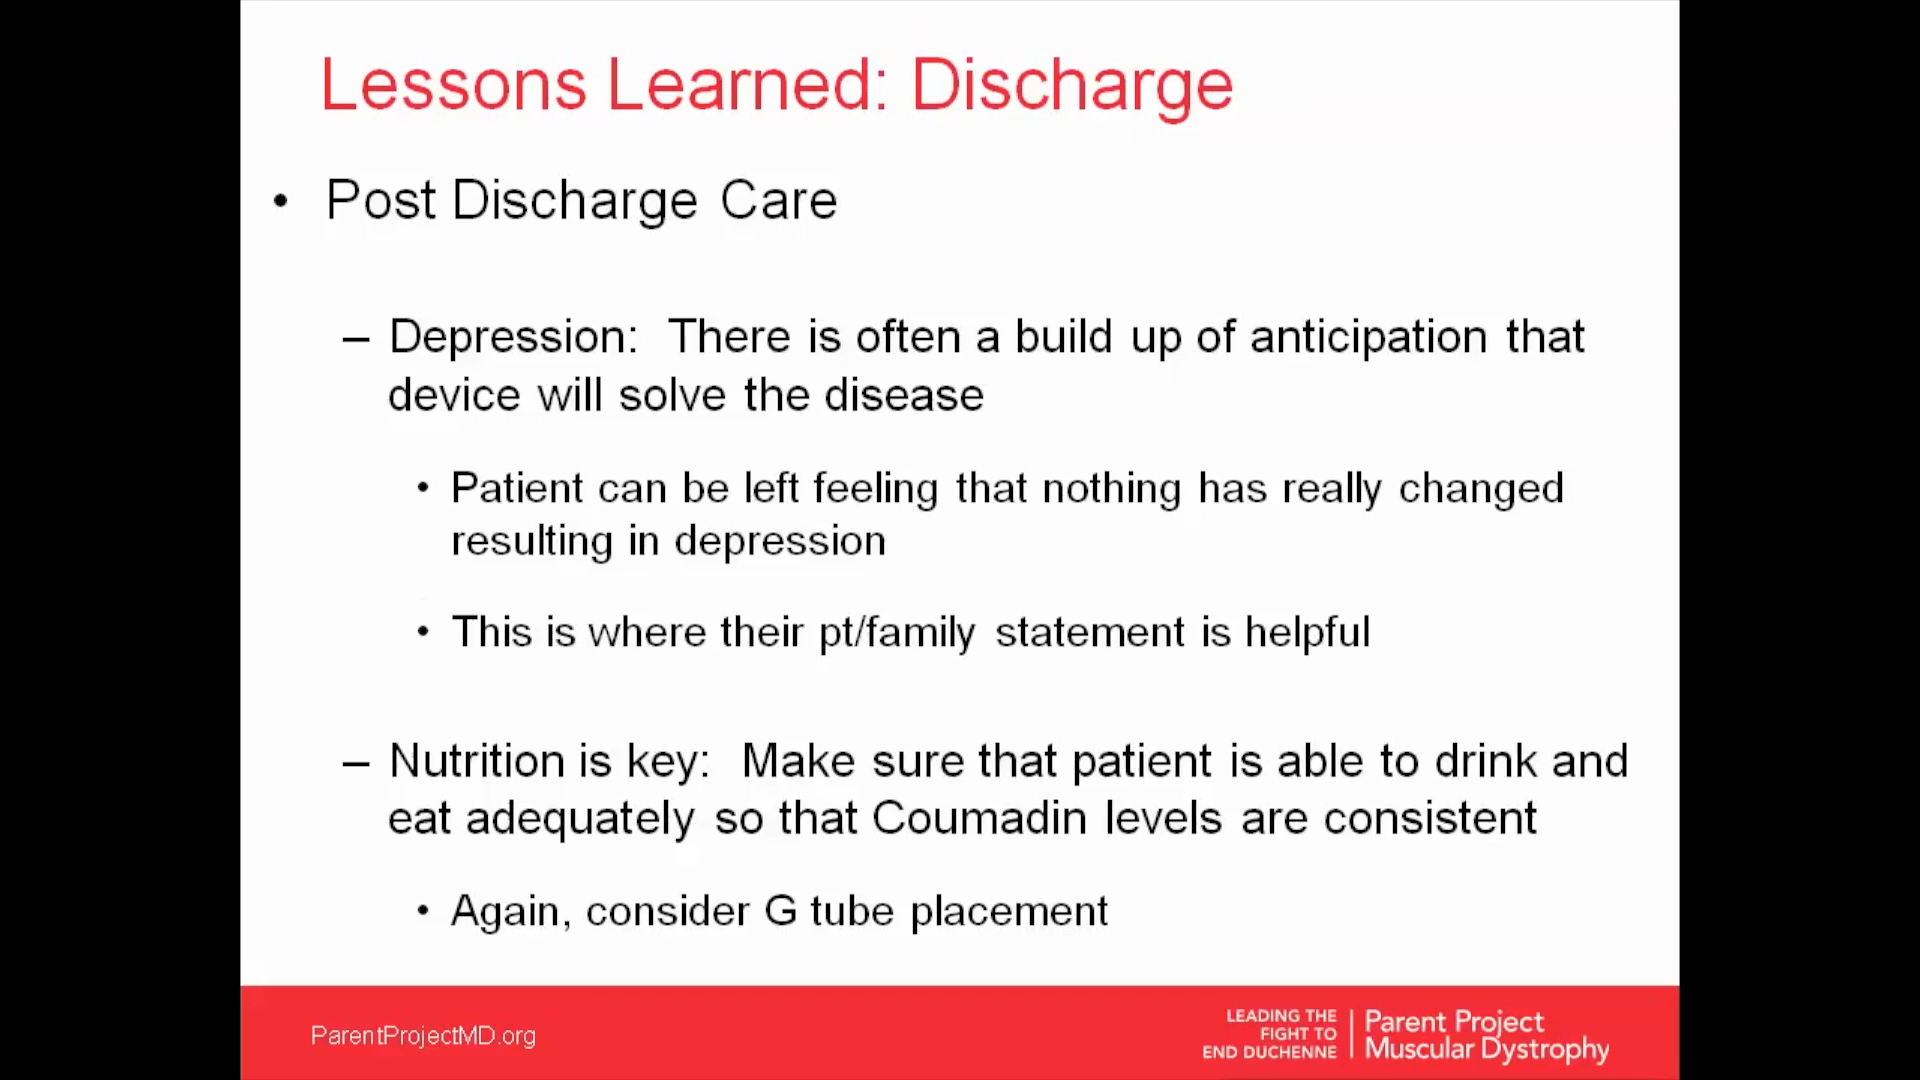 Lessons Learned: Discharge
• Post Discharge Care
– Depression: There is often a build up of anticipation that
device will solve the disease
• Patient can be left feeling that nothing has really changed
resulting in depression
• This is where their pt/family statement is helpful
– Nutrition is key: Make sure that patient is able to drink and
eat adequately so that Coumadin levels are consistent
• Again, consider G tube placement
ParentProjectMD.org
LEADING THE
FIGHT TO
END DUCHENNE
Parent Project
Muscular Dystrophy